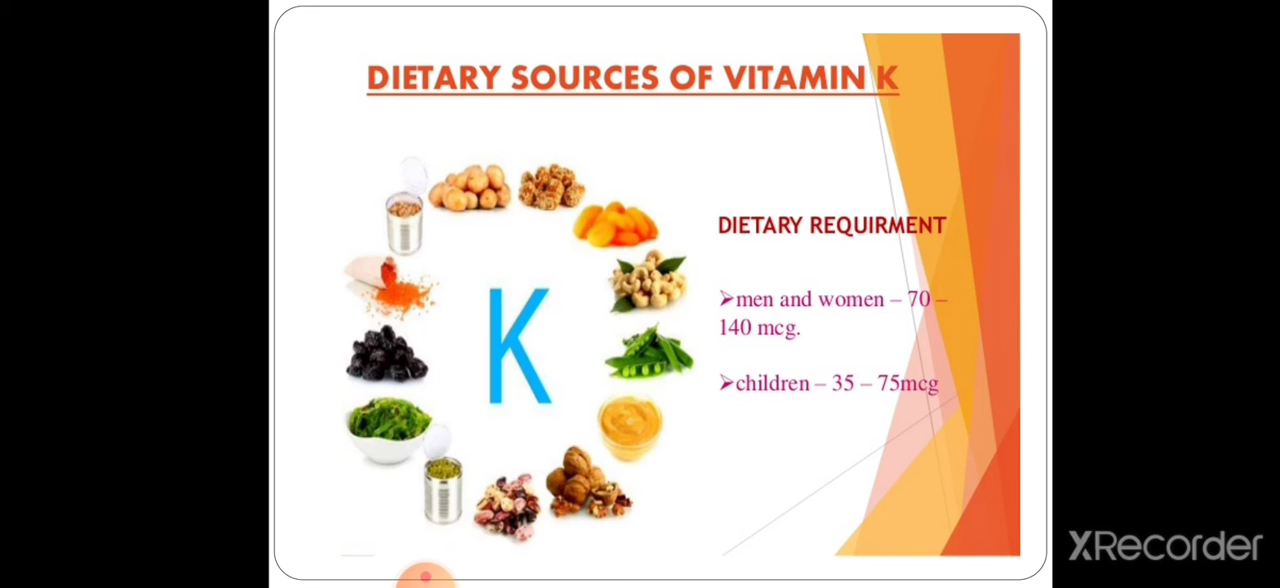 DIETARY SOURCES OF VITAMIN K
DIETARY REQUIRMENT
➢men and women – 70 –
140 mcg.
➢children – 35 – 75mcg
K
XRecorder